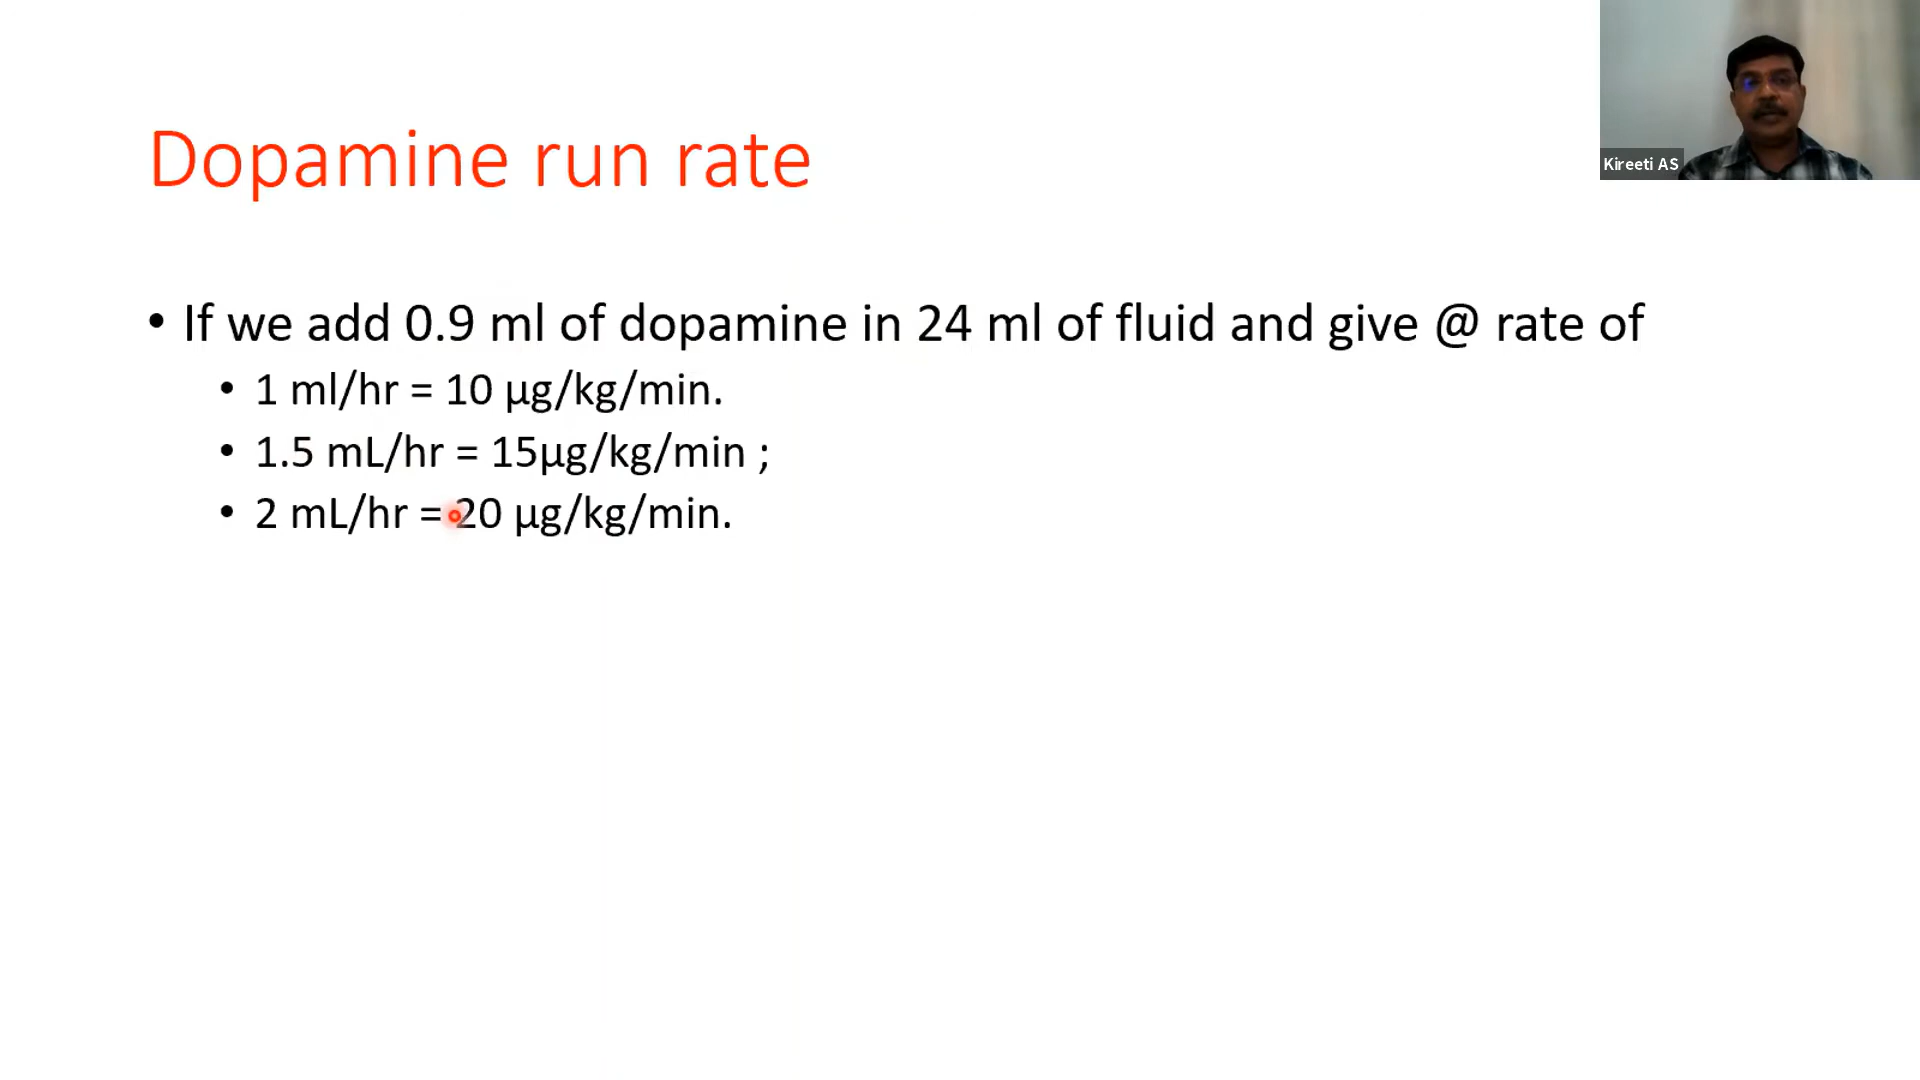 Dopamine run rate
• If we add 0.9 ml of dopamine in 24 ml of fluid and give @ rate of
• 1 ml/hr = 10 µg/kg/min.
• 1.5 mL/hr = 15µg/kg/min ;
• 2 mL/hr = 20 µg/kg/min.
Kireeti AS